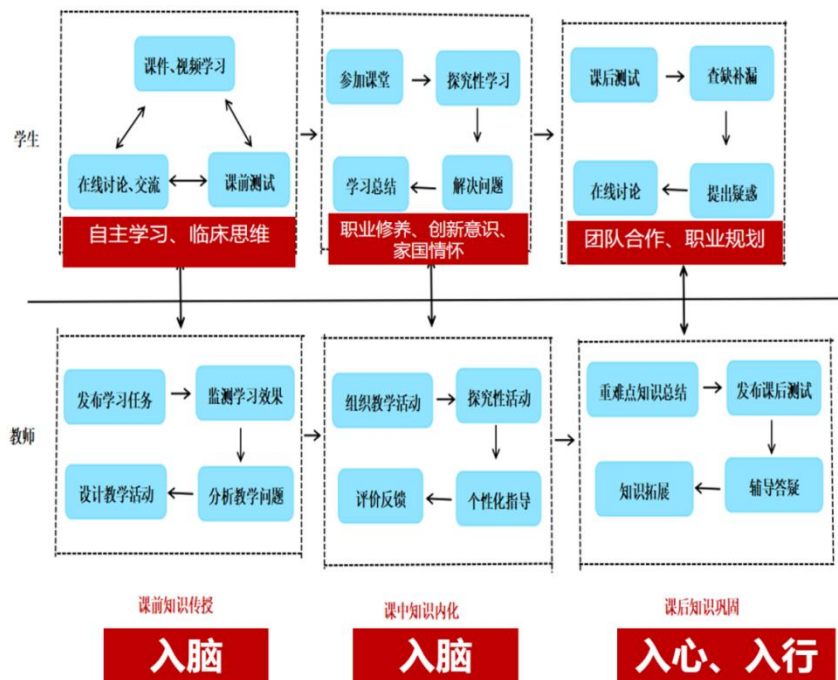 课件、视频学习
参加课堂
探究性学习
课后测试
查缺补漏
学生
在线讨论、交流
课前测试
学习总结
解决问题
在线讨论
提出疑惑
自主学习、临床思维
职业修养、创新意识、
家国情怀
团队合作、职业规划
发布学习任务
监测学习效果
组织教学活动
探究性活动
重难点知识总结
发布课后测试
教师
设计教学活动
分析教学问题
评价反馈
个性化指导
知识拓展
辅导答疑
课前知识传授
课中知识内化
课后知识巩固
入脑
入脑
入心、入行